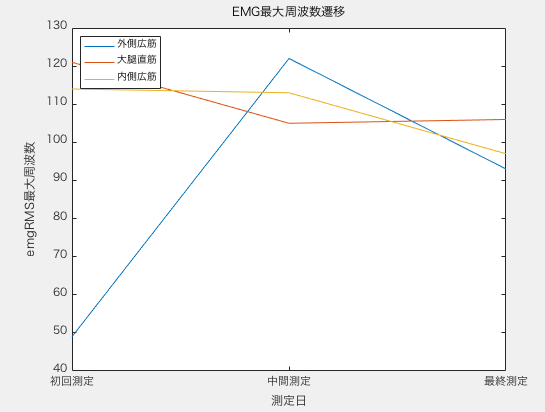 EMG最大周波数遷移
外側広筋
大腿直筋
内側広筋
emgRMS最大周波数
130
120
110
100
90
80
70
60
50
40
初回測定
中間測定
最終測定
測定日